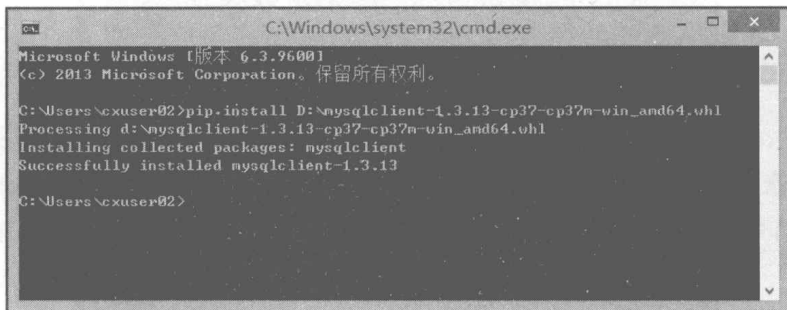 C:\Windows\system32\cmd.exe
Microsoft Windows [版本 6.3.9600]
(c) 2013 Microsoft Corporation。保留所有权利。
C:\Users\cxuser02>pip install D:\mysqlclient-1.3.13-cp37-cp37m-win_amd64.whl
Processing d:\mysqlclient-1.3.13-cp37-cp37m-win_amd64.whl
Installing collected packages: mysqlclient
Successfully installed mysqlclient-1.3.13
C:\Users\cxuser02>